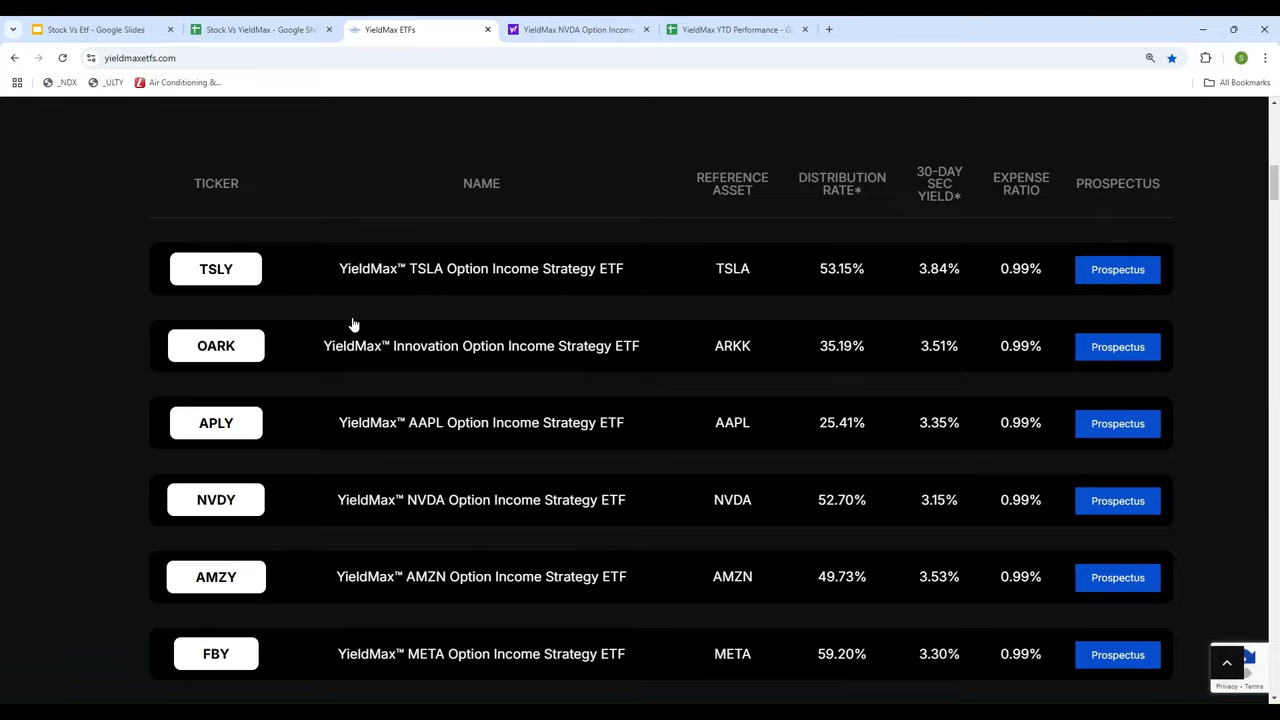 Stock Vs Etf - Google Slides
Stock Vs YieldMax - Google Sh
YieldMax ETFs
YieldMax NVDA Option Income
YieldMax YTD Performance - G
yieldmaxetfs.com
S
_NDX
_ULTY
Air Conditioning &...
All Bookmarks
TICKER NAME REFERENCE ASSET DISTRIBUTION RATE* 30-DAY SEC YIELD* EXPENSE RATIO PROSPECTUS
TSLY YieldMax™ TSLA Option Income Strategy ETF TSLA 53.15% 3.84% 0.99% Prospectus
OARK YieldMax™ Innovation Option Income Strategy ETF ARKK 35.19% 3.51% 0.99% Prospectus
APLY YieldMax™ AAPL Option Income Strategy ETF AAPL 25.41% 3.35% 0.99% Prospectus
NVDY YieldMax™ NVDA Option Income Strategy ETF NVDA 52.70% 3.15% 0.99% Prospectus
AMZY YieldMax™ AMZN Option Income Strategy ETF AMZN 49.73% 3.53% 0.99% Prospectus
FBY YieldMax™ META Option Income Strategy ETF META 59.20% 3.30% 0.99% Prospectus
Privacy - Terms